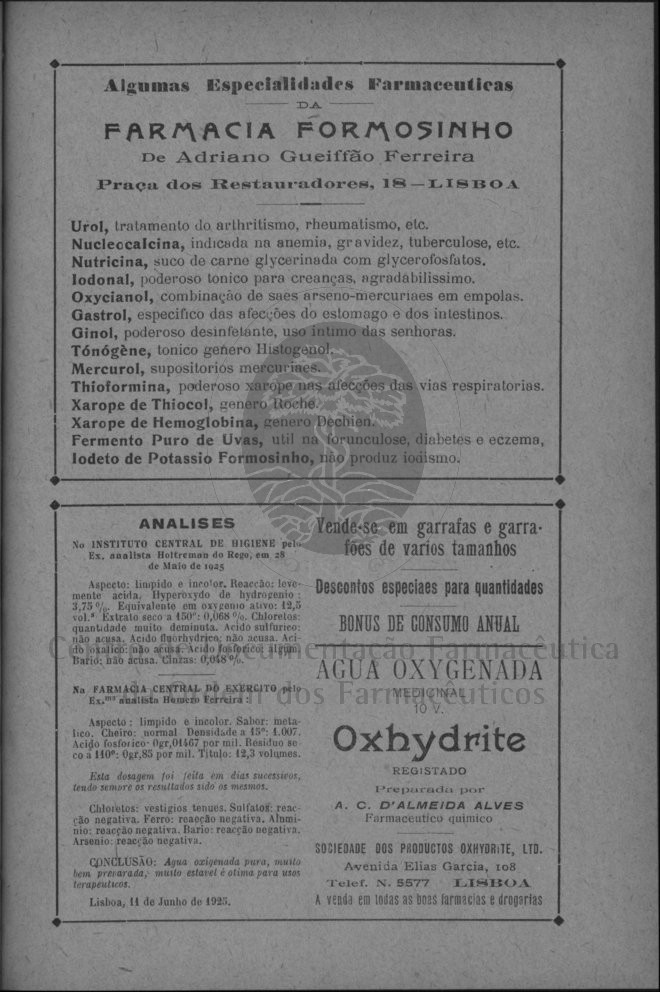 Algumas Especialidades Farmaceuticas
DA
FARMACIA FORMOSINHO
De Adriano Gueiffão Ferreira
Praça dos Restauradores, 18—LISBOA
Urol, tratamento do arthritismo, rheumatismo, etc.
Nucleocalcina, indicada na anemia, gravidez, tuberculose, etc.
Nutricina, suco de carne glycerinada com glycerofosfatos.
Iodonal, poderoso tonico para creanças, agradabilissimo.
Oxycianol, combinação de saes arseno-mercuriaes em empolas.
Gastrol, especifico das afecções do estomago e dos intestinos.
Ginol, poderoso desinfetante, uso intimo das senhoras.
Tónógène, tonico genero Histogenol.
Mercurol, supositorios mercuriaes.
Thioformina, poderoso xarope nas afecções das vias respiratorias.
Xarope de Thiocol, genero Roche.
Xarope de Hemoglobina, genero Dechien.
Fermento Puro de Uvas, util na forunculose, diabetes e eczema,
Iodeto de Potassio Formosinho, não produz iodismo.
ANALISES
No INSTITUTO CENTRAL DE HIGIENE pelo
Ex. analista Holtreman do Rego, em 28
de Maio de 1925
Aspecto: limpido e incolor. Reacção: leve-
mente acida. Hyperoxydo de hydrogenio:
3,75 %. Equivalente em oxygenio ativo: 12,5
vol.s Extrato seco a 150º: 0,068 %. Chloretos:
quantidade muito deminuta. Acido sulfurico:
não acusa. Acido fluorhydrico: não acusa. Aci-
do oxalico: não acusa. Acido fosforico: algum.
Bario: não acusa. Cinzas: 0,048 %.
Na FARMACIA CENTRAL DO EXERCITO pelo
Ex.mo analista Homero Ferreira:
Aspecto: limpido e incolor. Sabor: meta-
lico. Cheiro: normal Densidade a 15º: 1.007.
Acido fosforico 0gr,01467 por mil. Residuo se-
co a 110º: 0gr,85 por mil. Titulo: 12,3 volumes.
Esta dosagem foi feita em dias sucessivos,
tendo sempre os resultados sido os mesmos.
Chloretos: vestigios tenues. Sulfatos: reac-
ção negativa. Ferro: reacção negativa. Alumi-
nio: reacção negativa. Bario: reacção negativa.
Arsenio: reacção negativa.
CONCLUSÃO: Agua oxigenada pura, muito
bem preparada, muito estavel é otima para usos
terapeuticos.
Lisboa, 11 de Junho de 1925.
Vende-se em garrafas e garra-
fões de varios tamanhos
Descontos especiaes para quantidades
BONUS DE CONSUMO ANUAL
AGUA OXYGENADA
MEDICINAL
10 V.
Oxhydrite
REGISTADO
Preparada por
A. C. D'ALMEIDA ALVES
Farmaceutico quimico
SOCIEDADE DOS PRODUCTOS OXHYDRITE, LTD.
Avenida Elias Garcia, 108
Telef. N. 5577 LISBOA
A venda em todas as boas farmacias e drogarias
Documentação Farmacêutica
dos Farmacêuticos